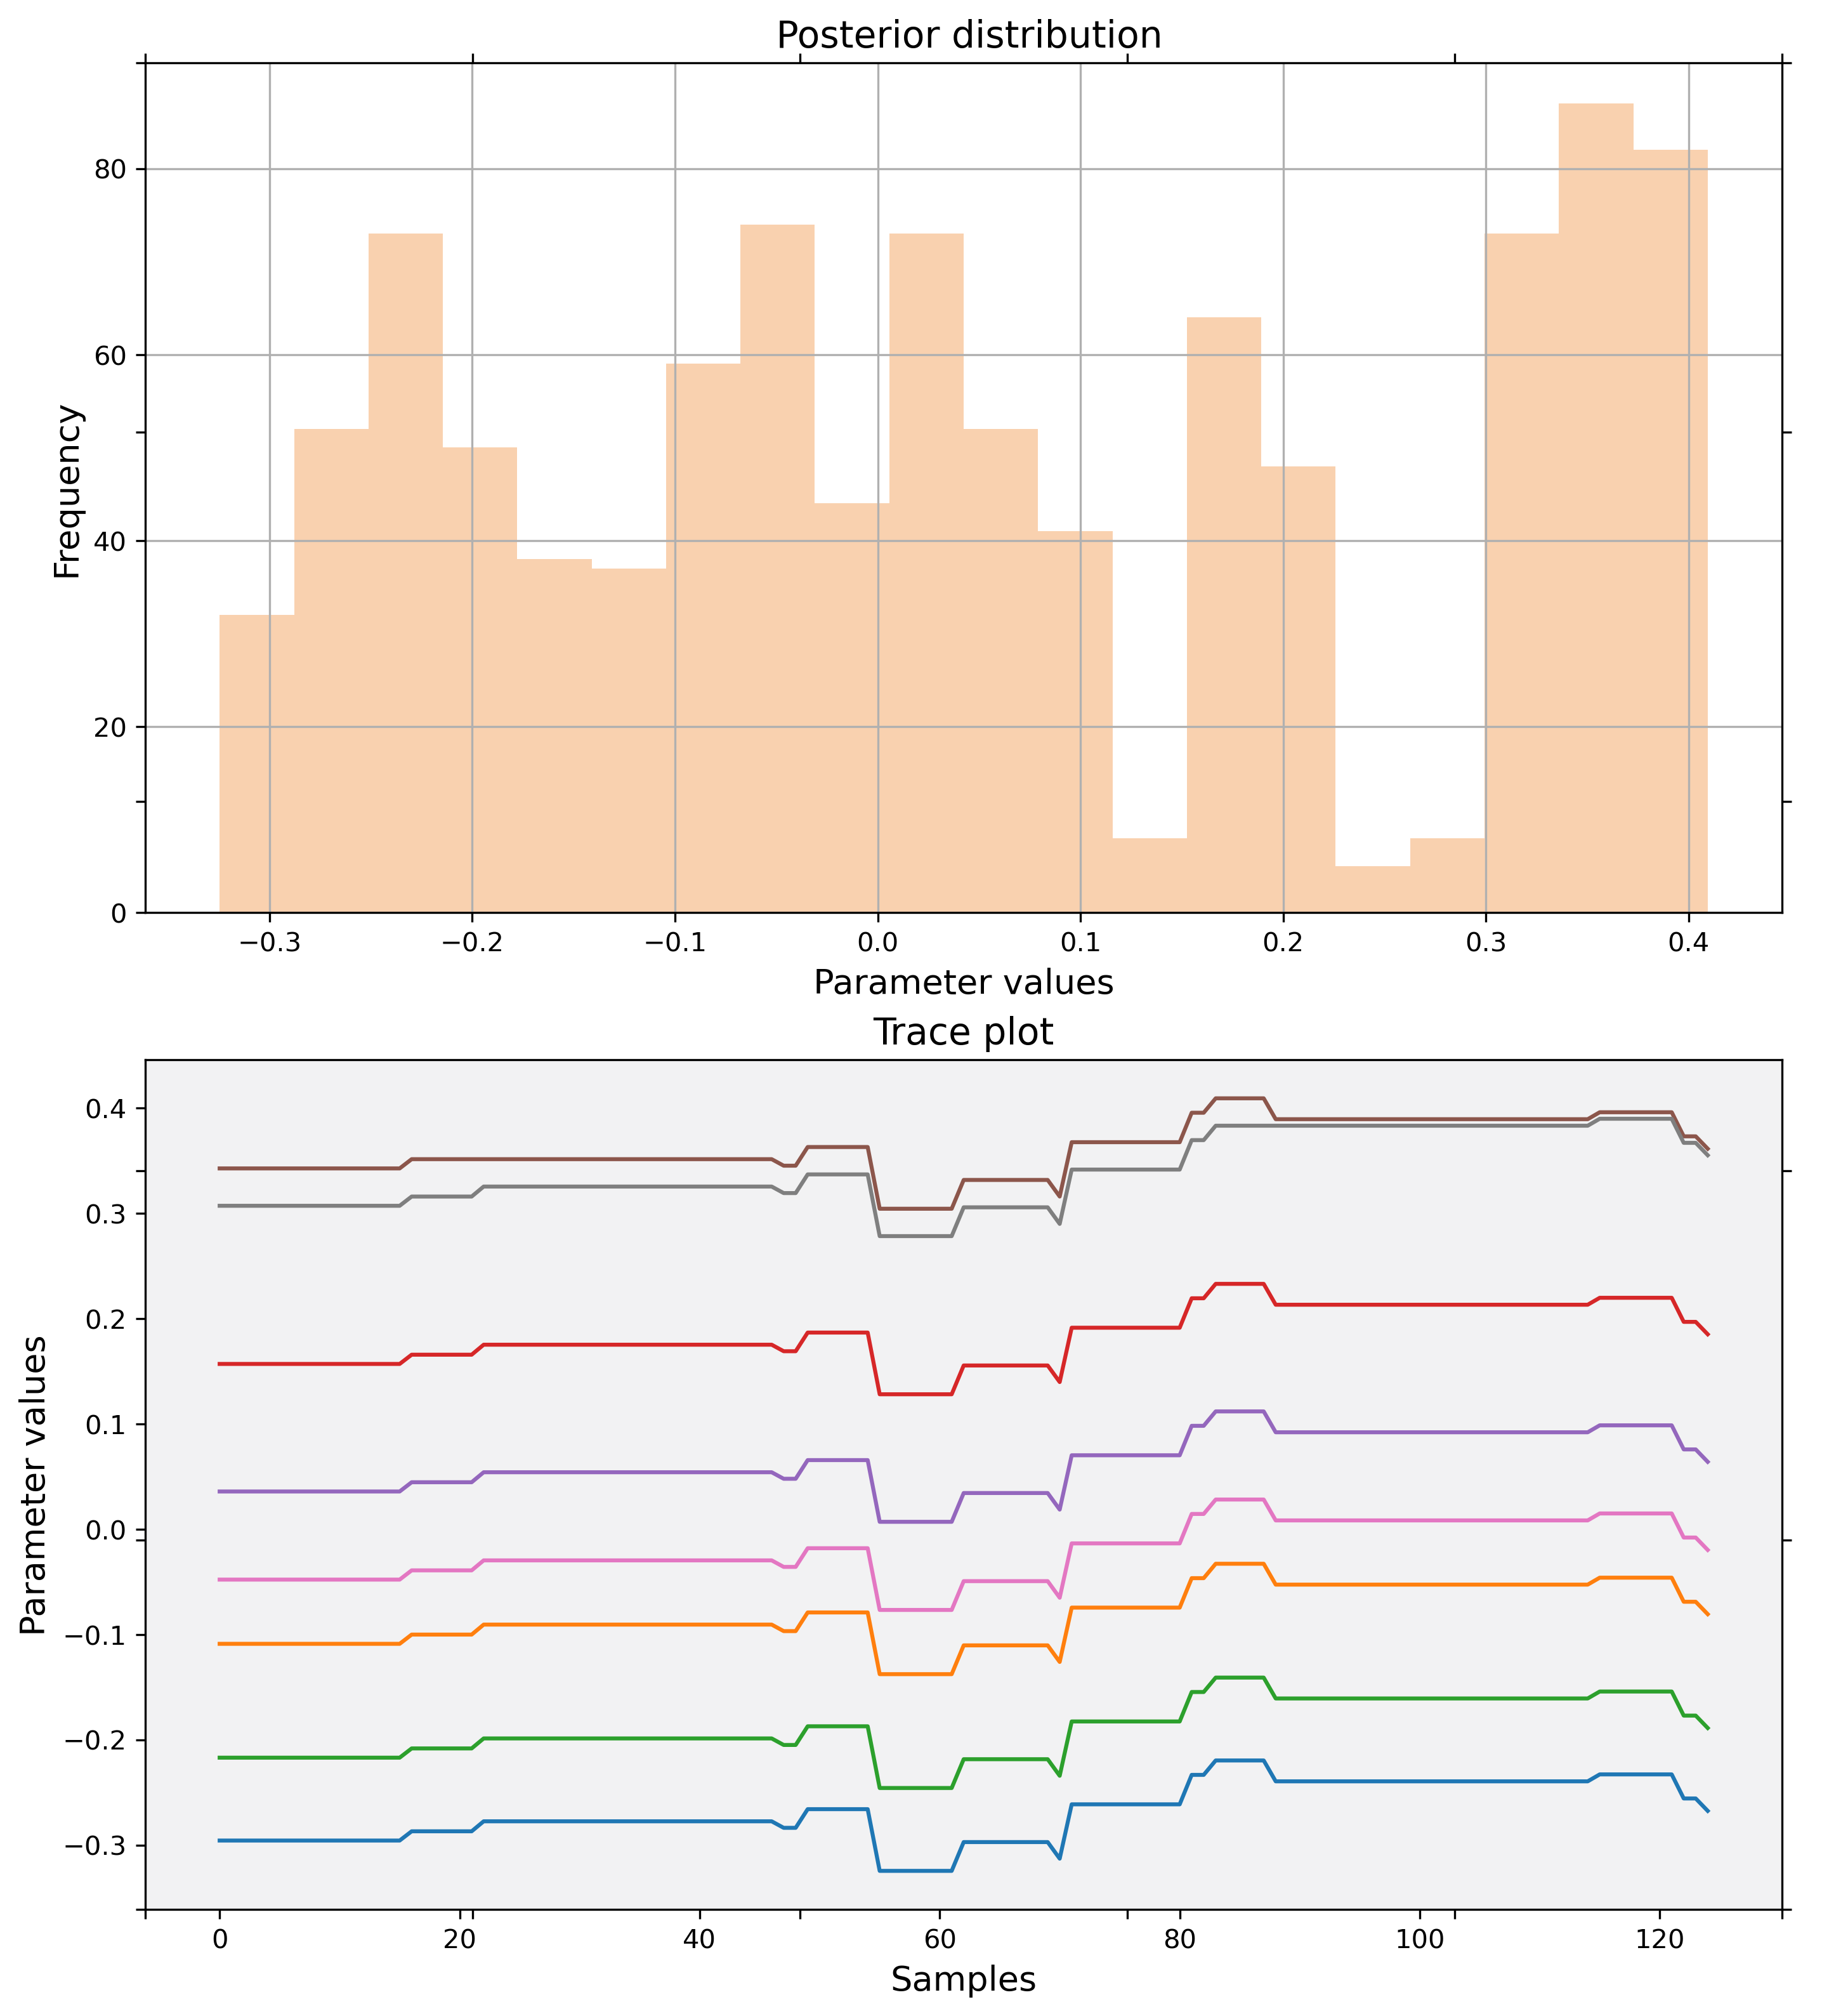 Posterior distribution
80
60
40
20
0
Frequency
−0.3 −0.2 −0.1 0.0 0.1 0.2 0.3 0.4
Parameter values
Trace plot
0.4
0.3
0.2
0.1
0.0
−0.1
−0.2
−0.3
Parameter values
0 20 40 60 80 100 120
Samples